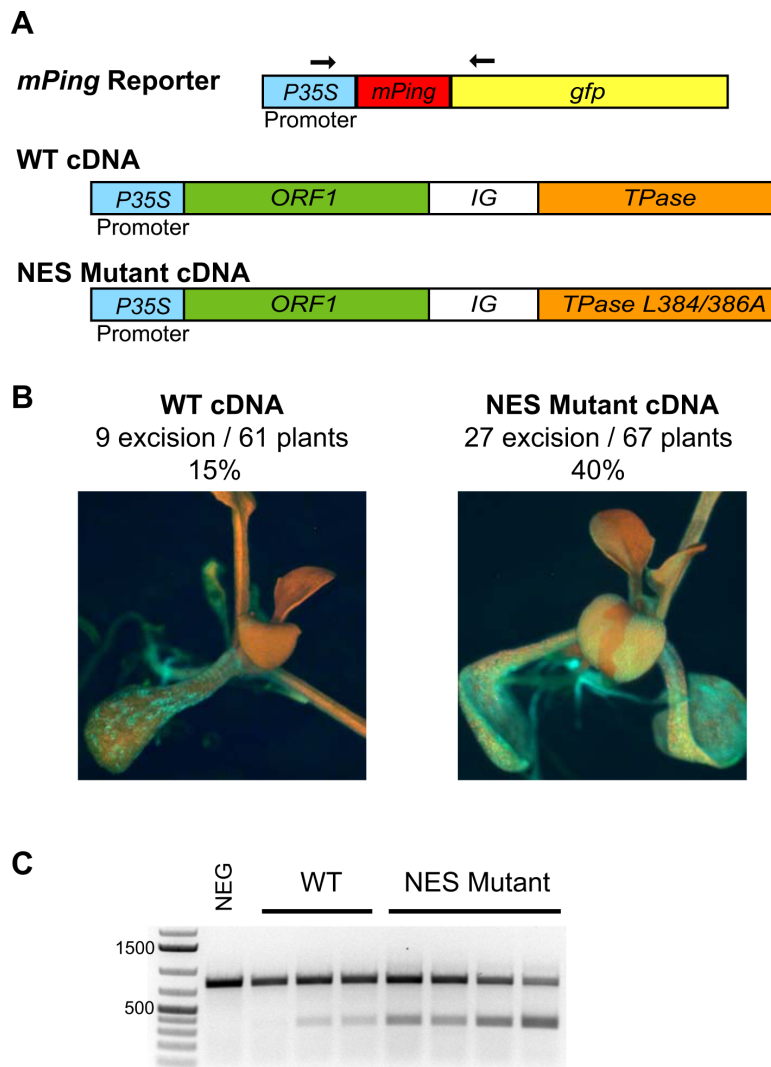 A
mPing Reporter
P35S mPing gfp
Promoter
WT cDNA
P35S ORF1 IG TPase
Promoter
NES Mutant cDNA
P35S ORF1 IG TPase L384/386A
Promoter
B
WT cDNA
9 excision / 61 plants
15%
NES Mutant cDNA
27 excision / 67 plants
40%
C
NEG
WT
NES Mutant
1500
500